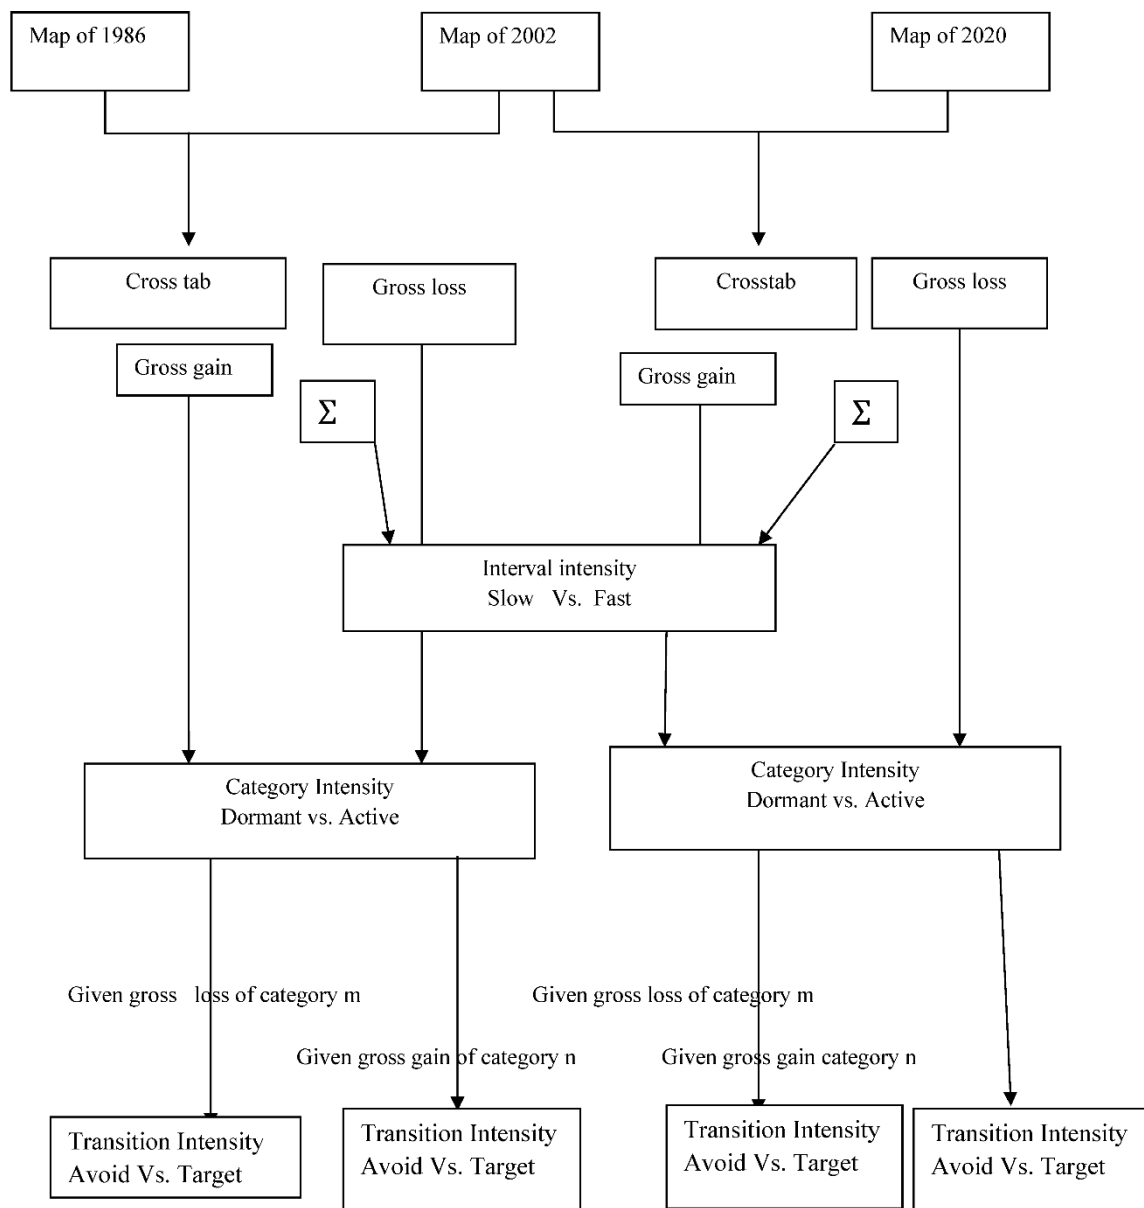 Map of 1986
Map of 2002
Map of 2020
Cross tab
Gross loss
Crosstab
Gross loss
Gross gain
Gross gain
Σ
Σ
Interval intensity
Slow Vs. Fast
Category Intensity
Dormant vs. Active
Category Intensity
Dormant vs. Active
Given gross loss of category m
Given gross loss of category m
Given gross gain of category n
Given gross gain category n
Transition Intensity
Avoid Vs. Target
Transition Intensity
Avoid Vs. Target
Transition Intensity
Avoid Vs. Target
Transition Intensity
Avoid Vs. Target